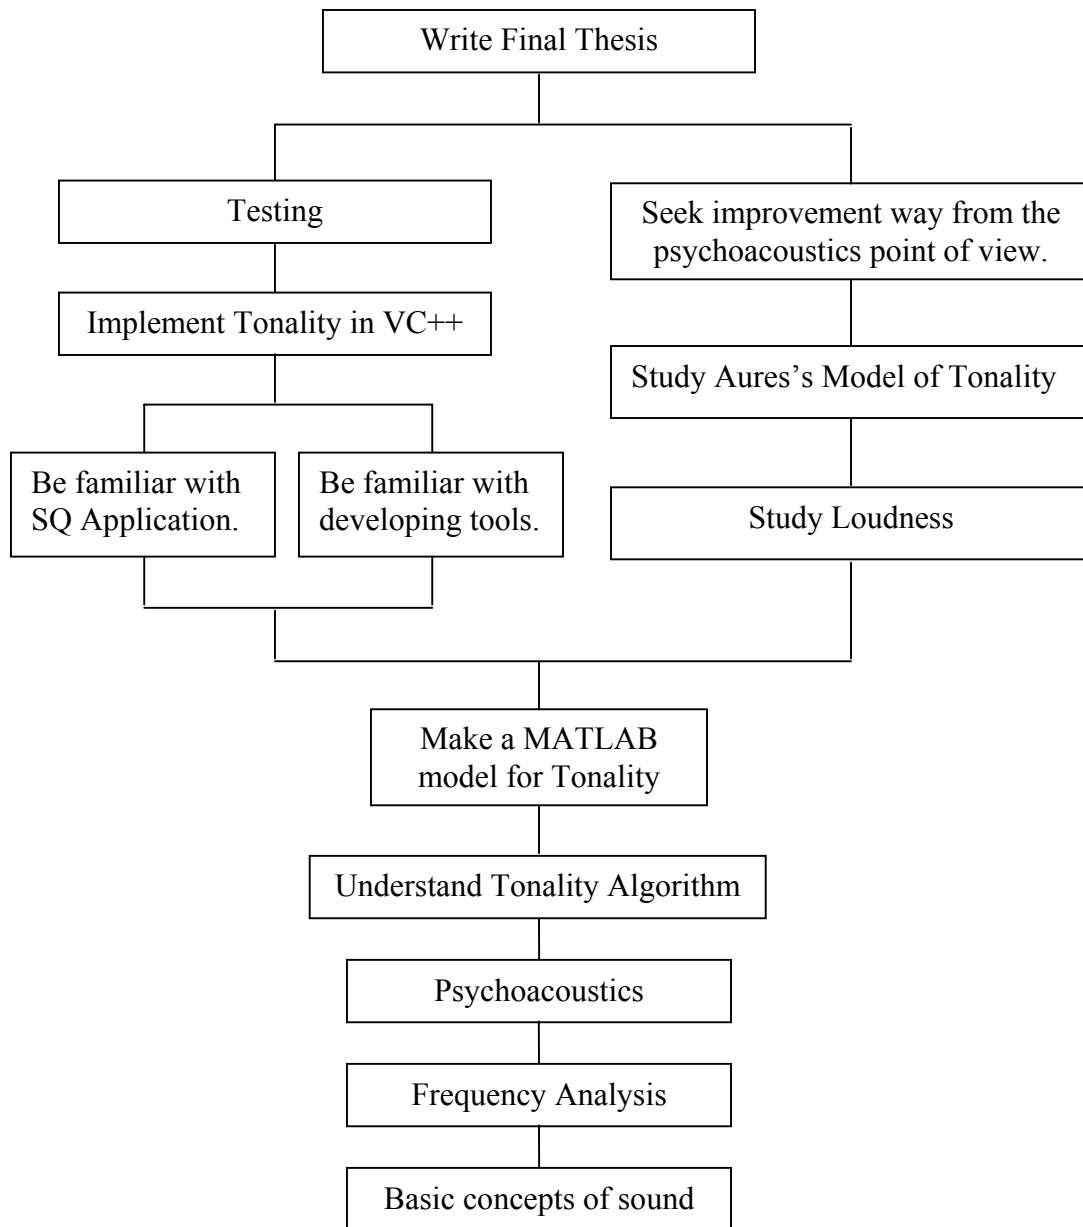 Write Final Thesis
Testing
Seek improvement way from the
psychoacoustics point of view.
Implement Tonality in VC++
Study Aures’s Model of Tonality
Be familiar with
SQ Application.
Be familiar with
developing tools.
Study Loudness
Make a MATLAB
model for Tonality
Understand Tonality Algorithm
Psychoacoustics
Frequency Analysis
Basic concepts of sound